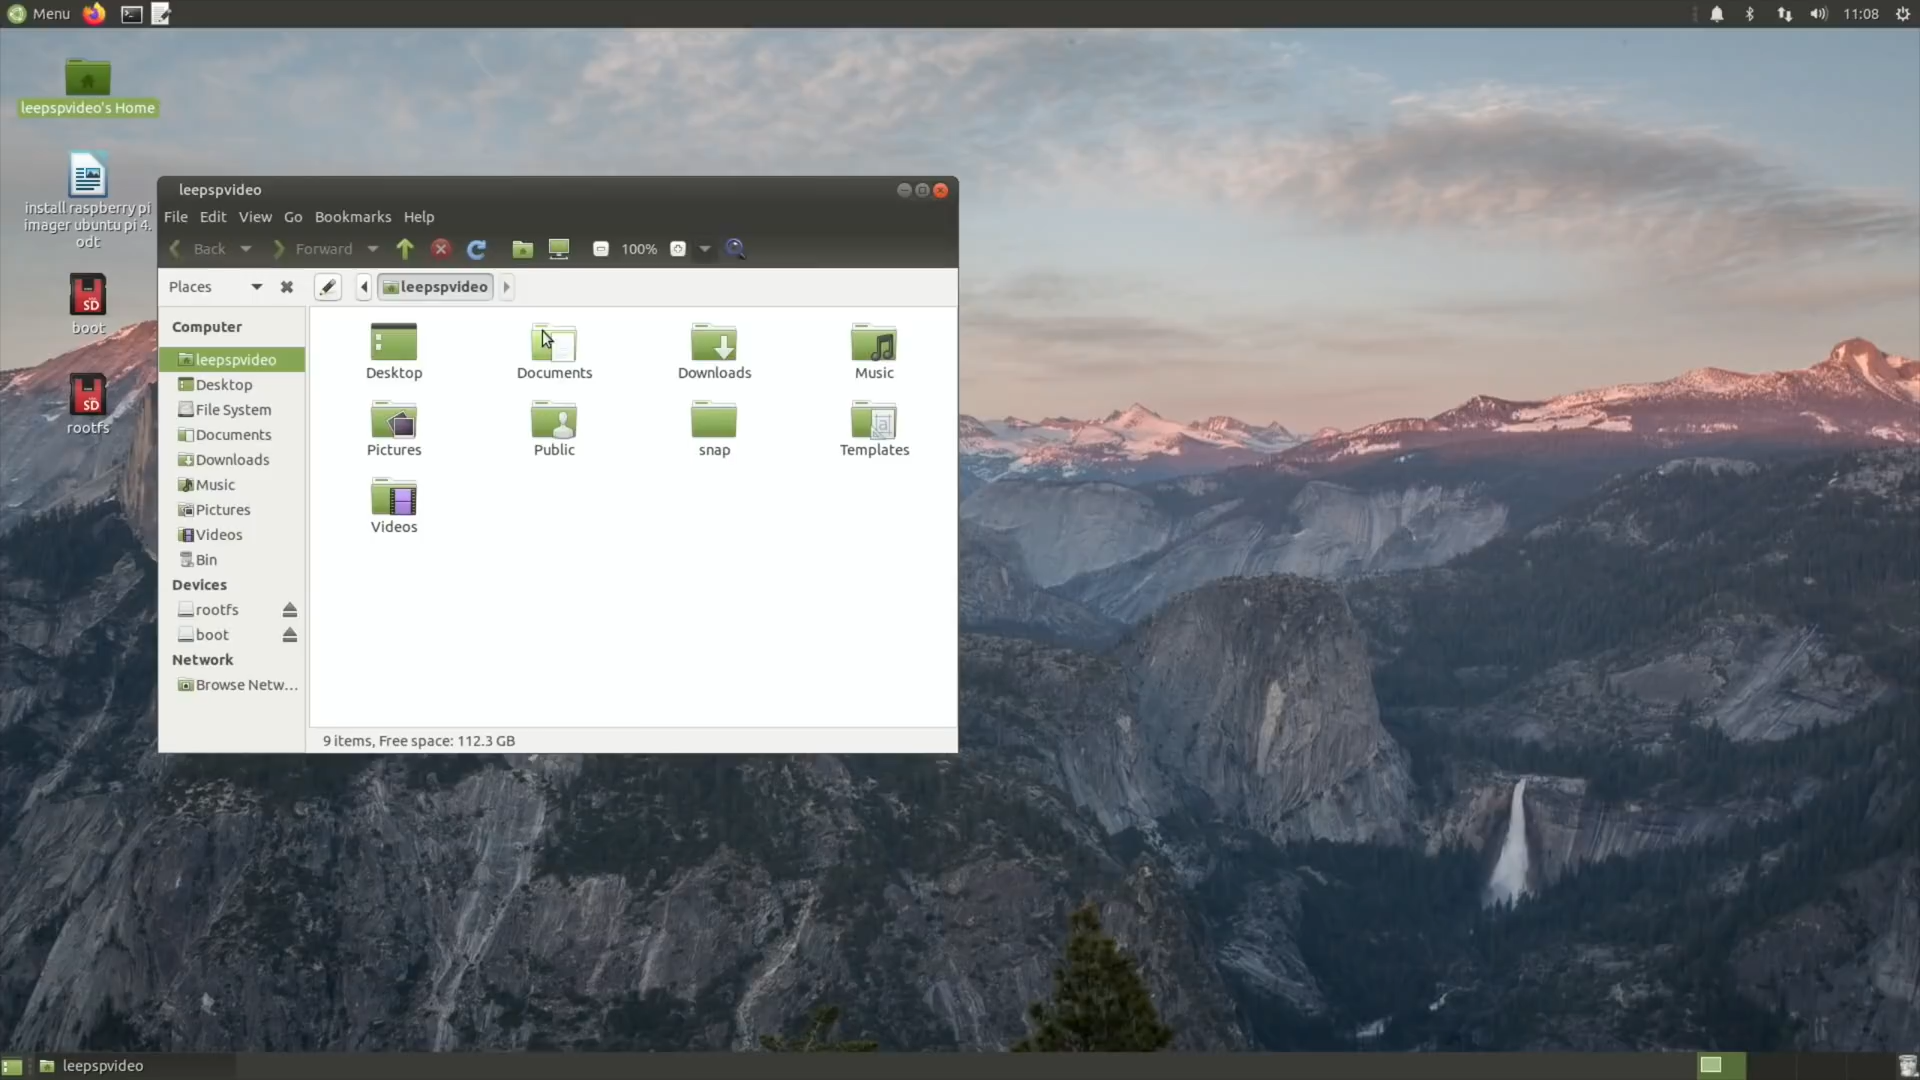 Menu
11:08
leepspvideo's Home
install raspberry pi
imager ubuntu pi 4.
odt
SD
boot
SD
rootfs
leepspvideo
File Edit View Go Bookmarks Help
Back Forward 100%
Places leepspvideo
Computer
leepspvideo
Desktop
File System
Documents
Downloads
Music
Pictures
Videos
Bin
Devices
rootfs
boot
Network
Browse Netw...
Desktop Documents Downloads Music
Pictures Public snap Templates
Videos
9 items, Free space: 112.3 GB
leepspvideo